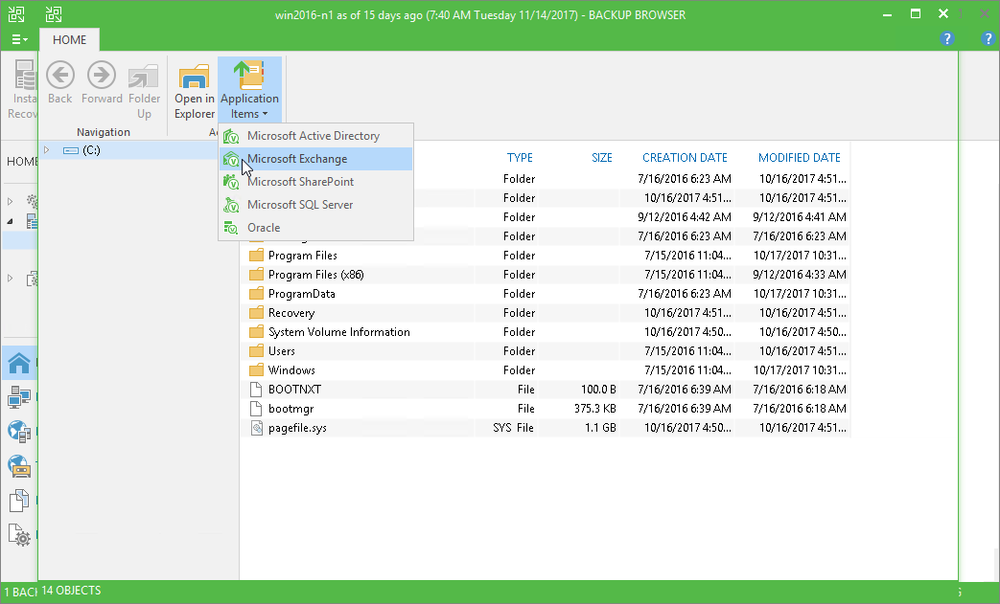 win2016-n1 as of 15 days ago (7:40 AM Tuesday 11/14/2017) - BACKUP BROWSER
HOME
?
?
Insta
Recov
Back
Forward
Folder
Up
Open in
Explorer
Application
Items
Navigation
HOME
(C:)
Microsoft Active Directory
Microsoft Exchange
Microsoft SharePoint
Microsoft SQL Server
Oracle
TYPE SIZE CREATION DATE MODIFIED DATE
Folder 7/16/2016 6:23 AM 10/16/2017 4:51...
Folder 10/16/2017 4:51... 10/16/2017 4:51...
Folder 9/12/2016 4:42 AM 9/12/2016 4:41 AM
Folder 7/16/2016 6:23 AM 7/16/2016 6:23 AM
Program Files Folder 7/15/2016 11:04... 10/17/2017 10:31...
Program Files (x86) Folder 7/15/2016 11:04... 9/12/2016 4:33 AM
ProgramData Folder 7/16/2016 6:23 AM 10/17/2017 10:31...
Recovery Folder 10/16/2017 4:51... 10/16/2017 4:51...
System Volume Information Folder 10/16/2017 4:50... 10/16/2017 4:50...
Users Folder 7/15/2016 11:04... 10/16/2017 4:51...
Windows Folder 7/15/2016 11:04... 10/17/2017 10:31...
BOOTNXT File 100.0 B 7/16/2016 6:39 AM 7/16/2016 6:18 AM
bootmgr File 375.3 KB 7/16/2016 6:39 AM 7/16/2016 6:18 AM
pagefile.sys SYS File 1.1 GB 10/16/2017 4:50... 10/16/2017 4:51...
1 BACK
14 OBJECTS